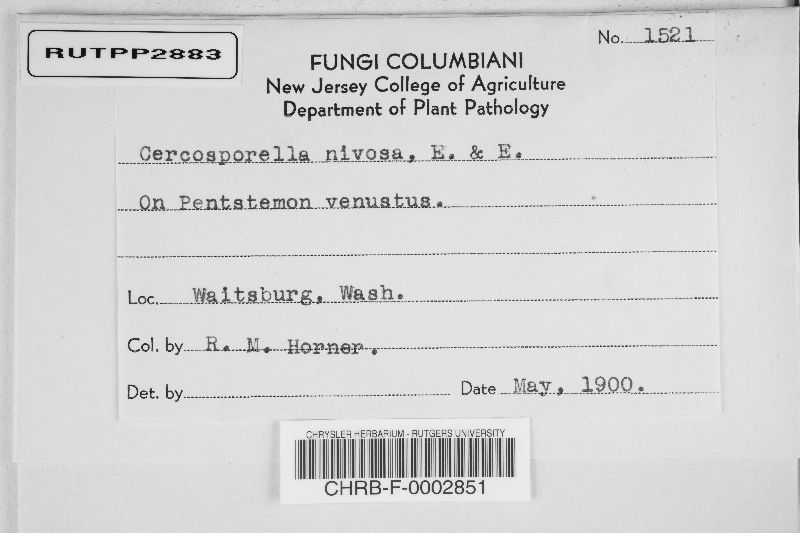 RUTPP2883
No. 1521
FUNGI COLUMBIANI
New Jersey College of Agriculture
Department of Plant Pathology
Cercosporella nivosa, E. & E.
On Pentstemon venustus.
Loc. Waitsburg, Wash.
Col. by R. M. Horner.
Det. by
Date May, 1900.
CHRYSLER HERBARIUM - RUTGERS UNIVERSITY
CHRB-F-0002851